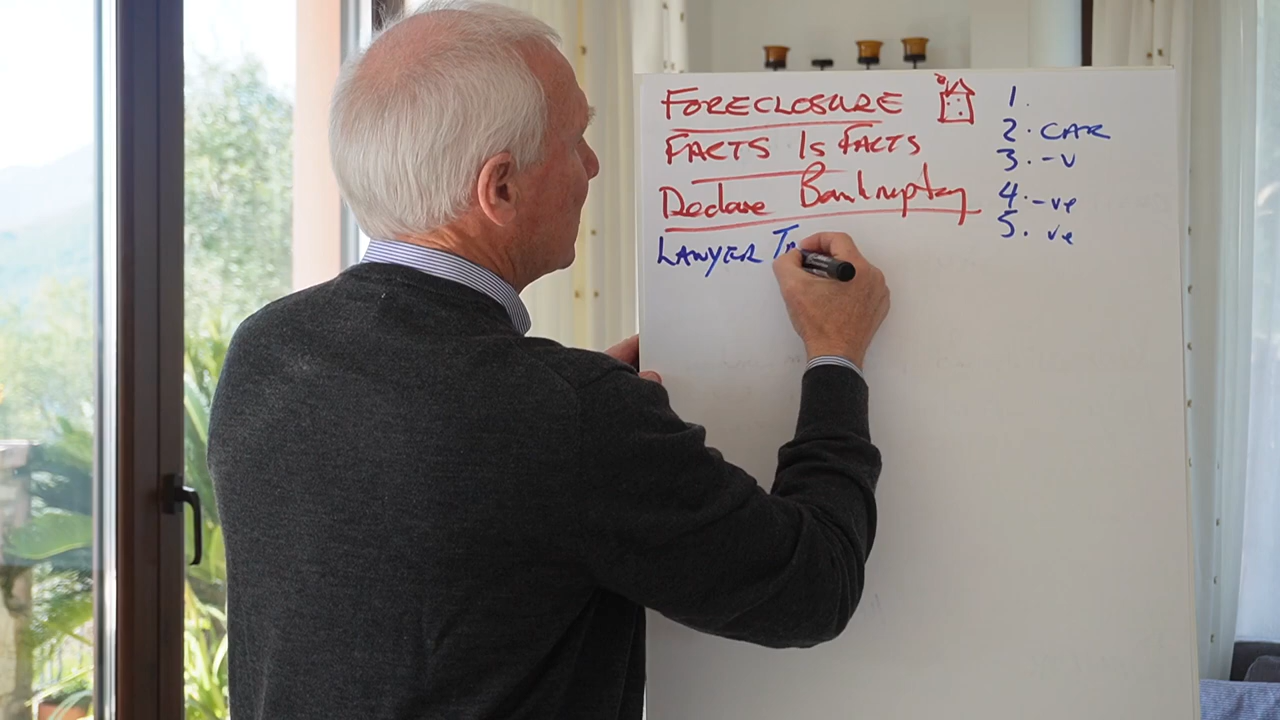 FORECLOSURE
FACTS IS FACTS
Declare Bankruptcy
LAWYER
1.
2. CAR
3. -v
4. -ve
5. ve